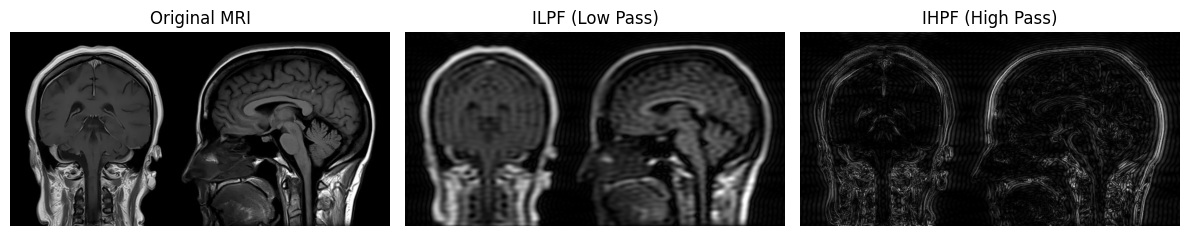 Original MRI
ILPF (Low Pass)
IHPF (High Pass)